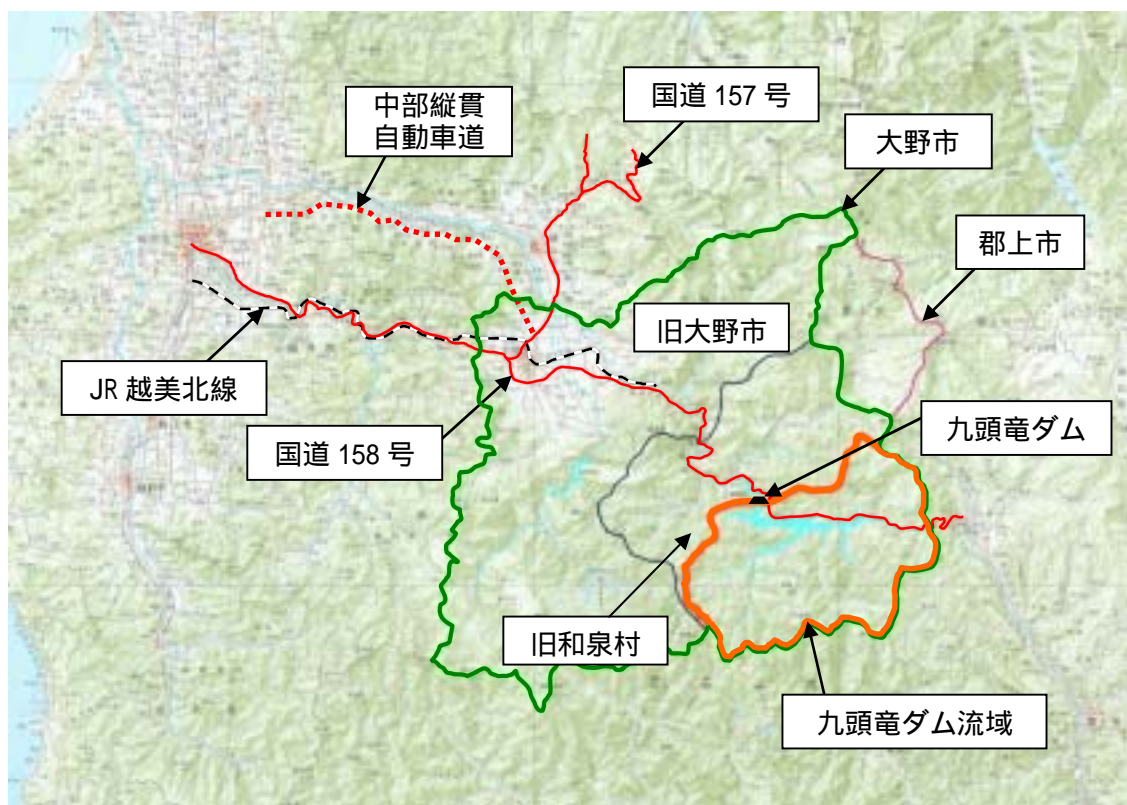 国道 157 号
中部縦貫
自動車道
大野市
郡上市
旧大野市
JR 越美北線
国道 158 号
九頭竜ダム
旧和泉村
九頭竜ダム流域